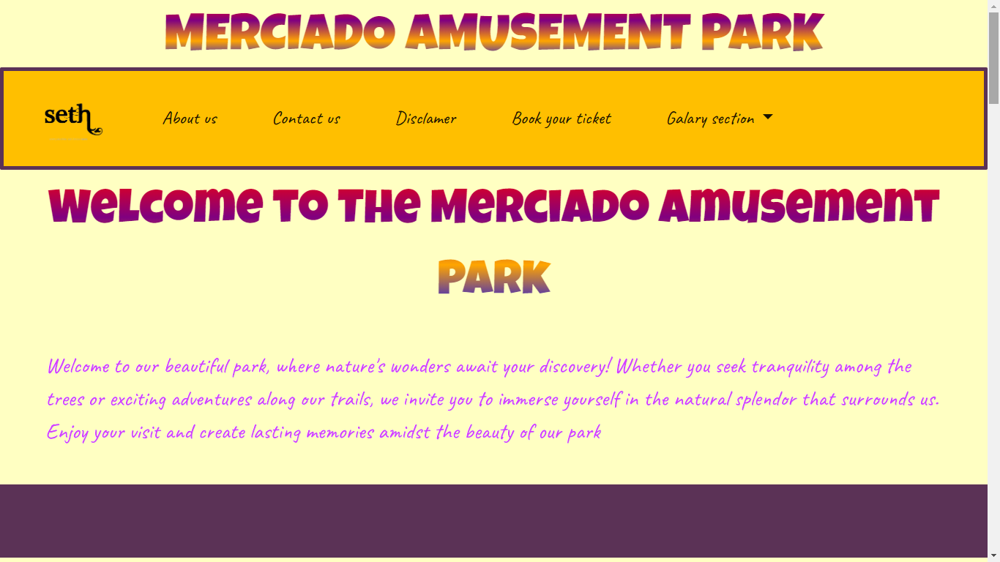 MERCIADO AMUSEMENT PARK
seth
About us
Contact us
Disclamer
Book your ticket
Galary section
Welcome to the Merciado Amusement
Park
Welcome to our beautiful park, where nature's wonders await your discovery! Whether you seek tranquility among the
trees or exciting adventures along our trails, we invite you to immerse yourself in the natural splendor that surrounds us.
Enjoy your visit and create lasting memories amidst the beauty of our park